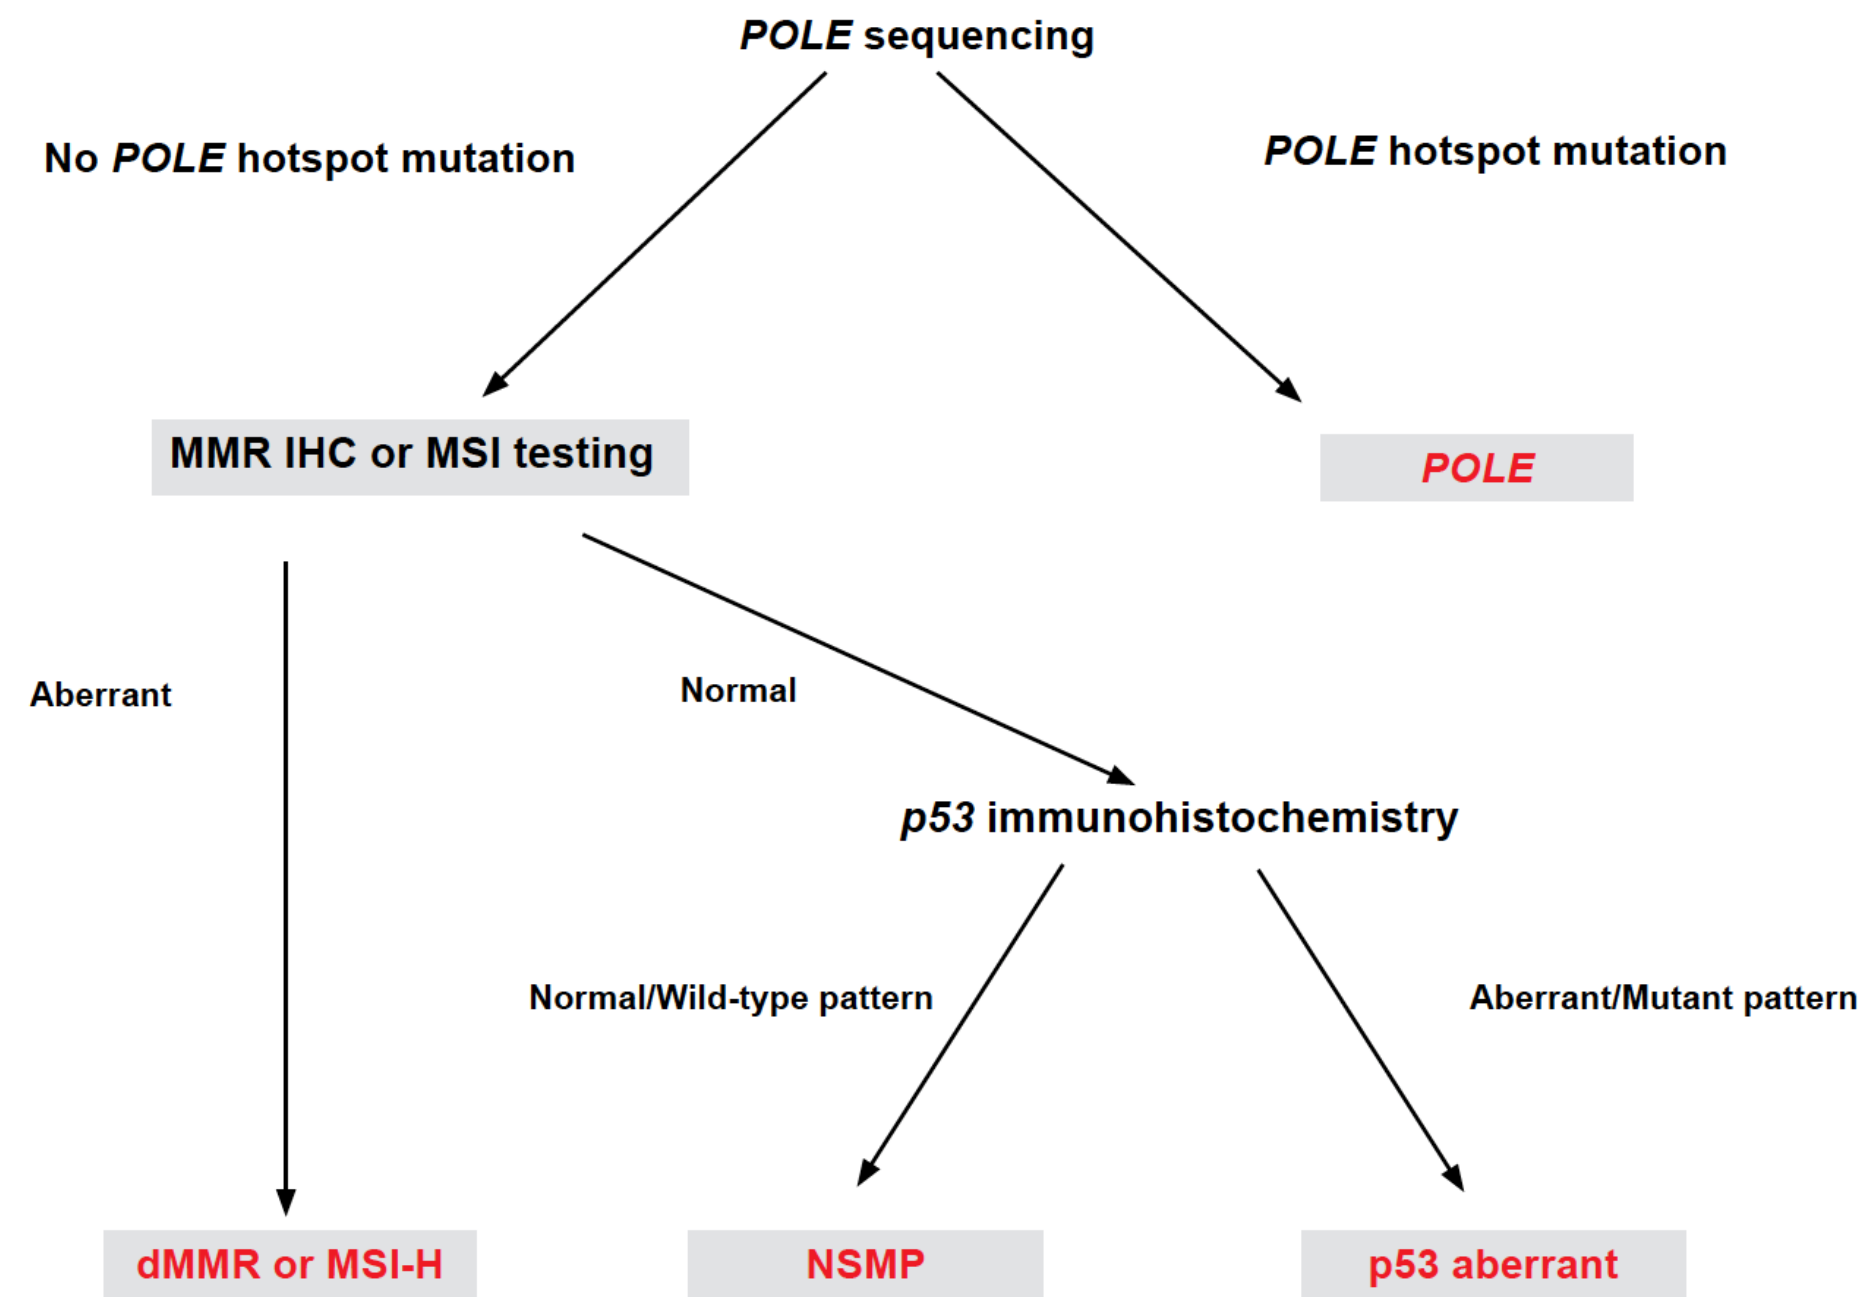 POLE sequencing
No POLE hotspot mutation
POLE hotspot mutation
MMR IHC or MSI testing
POLE
Aberrant
Normal
p53 immunohistochemistry
Normal/Wild-type pattern
Aberrant/Mutant pattern
dMMR or MSI-H
NSMP
p53 aberrant